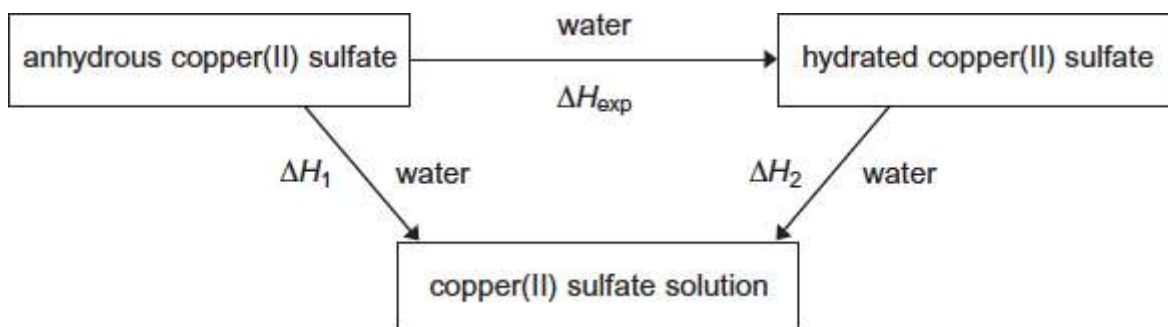 water
anhydrous copper(II) sulfate
hydrated copper(II) sulfate
ΔHexp
ΔH1
water
ΔH2
water
copper(II) sulfate solution